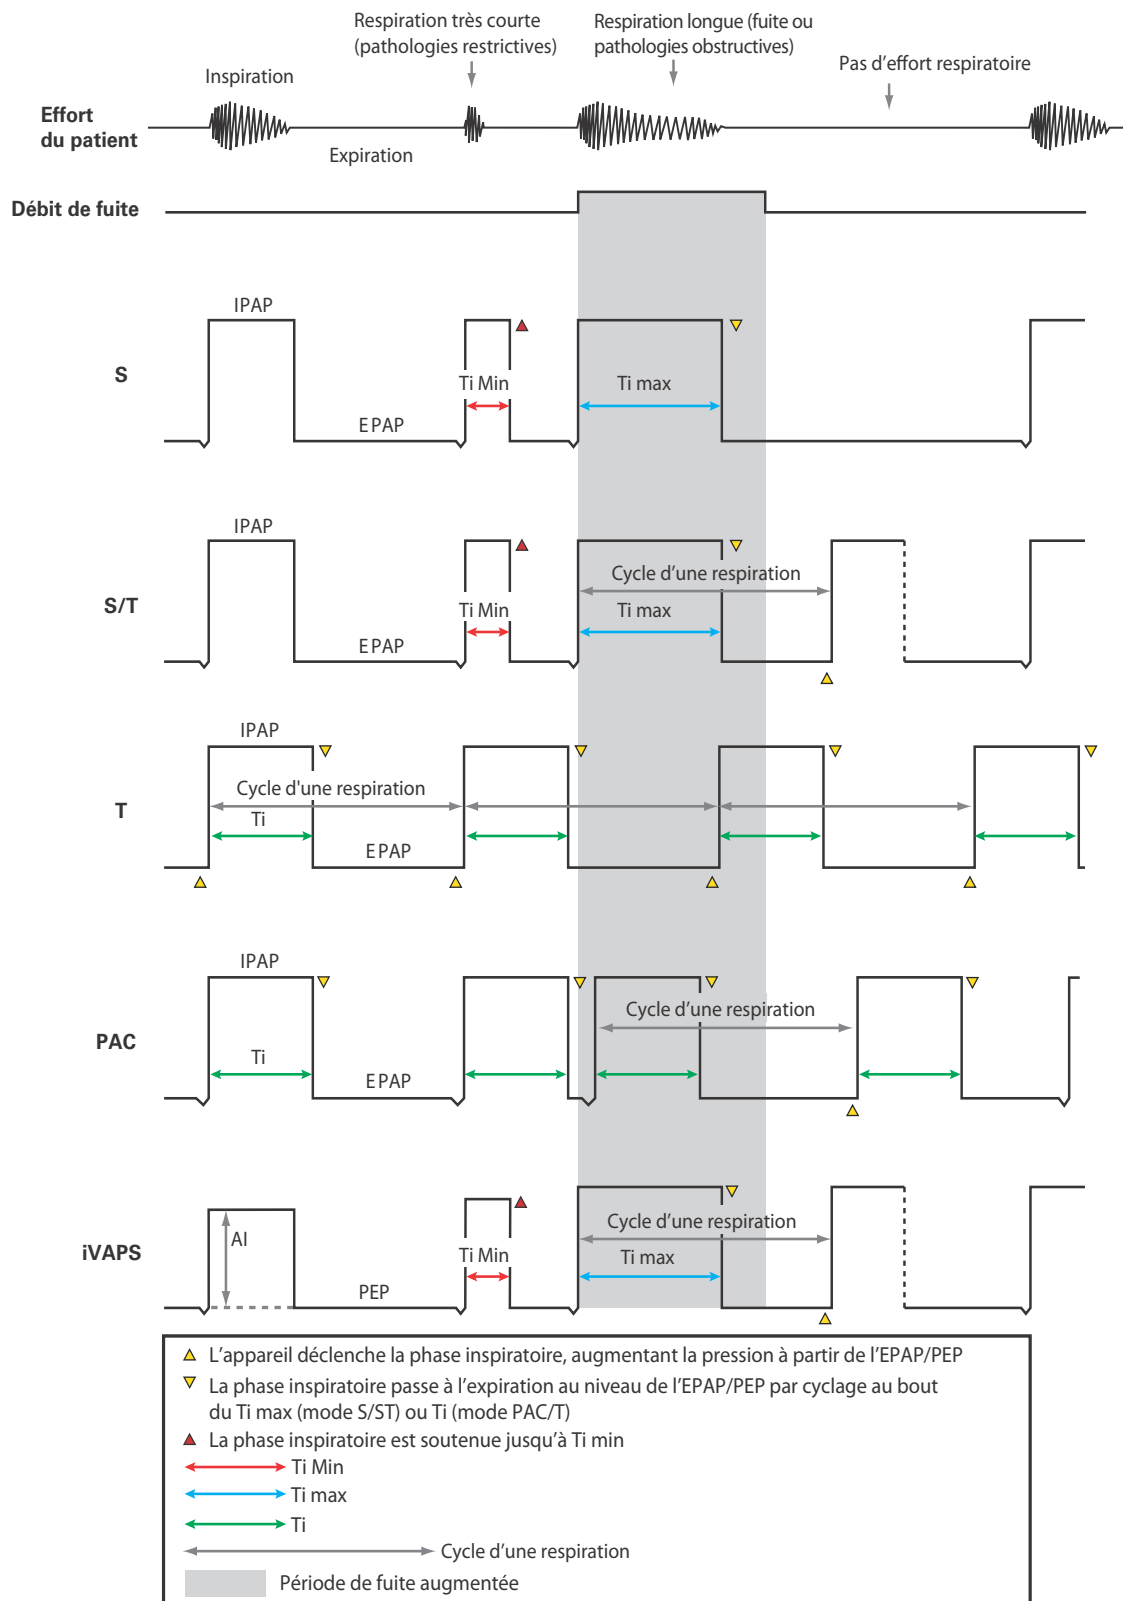 Respiration très courte
(pathologies restrictives)
Respiration longue (fuite ou
pathologies obstructives)
Pas d'effort respiratoire
Inspiration
Effort
du patient
Expiration
Débit de fuite
IPAP
S
Ti Min
Ti max
EPAP
IPAP
Cycle d'une respiration
S/T
Ti Min
Ti max
EPAP
IPAP
Cycle d'une respiration
T
Ti
EPAP
IPAP
Cycle d'une respiration
PAC
Ti
EPAP
iVAPS
AI
Cycle d'une respiration
Ti Min
Ti max
PEP
L'appareil déclenche la phase inspiratoire, augmentant la pression à partir de l'EPAP/PEP
La phase inspiratoire passe à l'expiration au niveau de l'EPAP/PEP par cyclage au bout
du Ti max (mode S/ST) ou Ti (mode PAC/T)
La phase inspiratoire est soutenue jusqu'à Ti min
Ti Min
Ti max
Ti
Cycle d'une respiration
Période de fuite augmentée